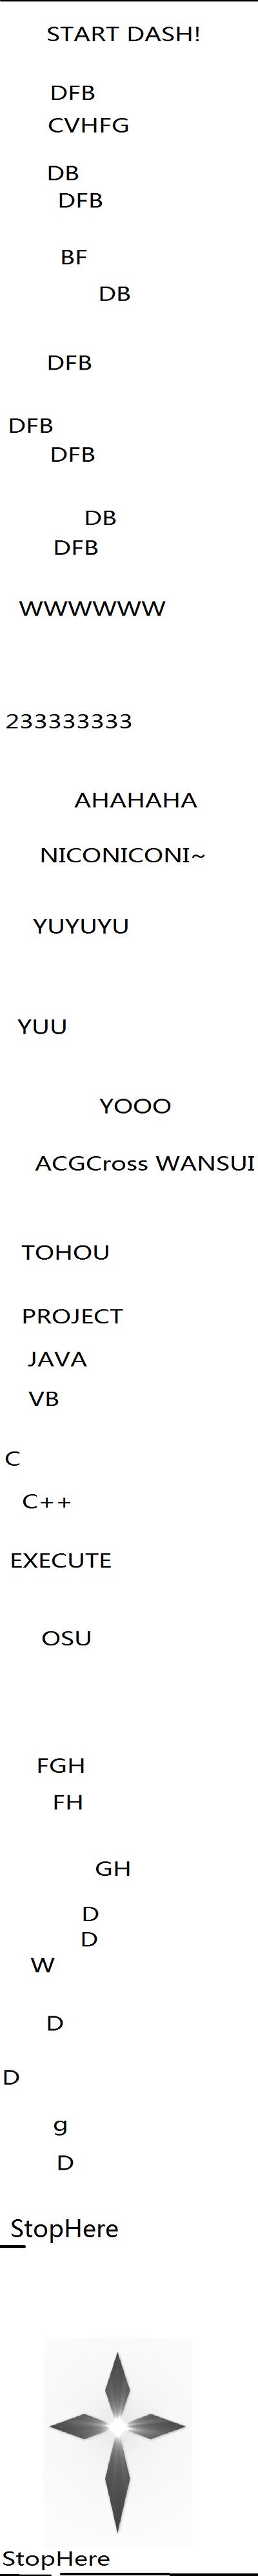 START DASH!
DFB
CVHFG
DB
DFB
BF
DB
DFB
DFB
DFB
DB
DFB
WWWWWW
233333333
AHAHAHA
NICONICONI~
YUYUYU
YUU
YOOO
ACGCross WANSUI
TOHOU
PROJECT
JAVA
VB
C
C++
EXECUTE
OSU
FGH
FH
GH
D
D
W
D
D
g
D
StopHere
StopHere